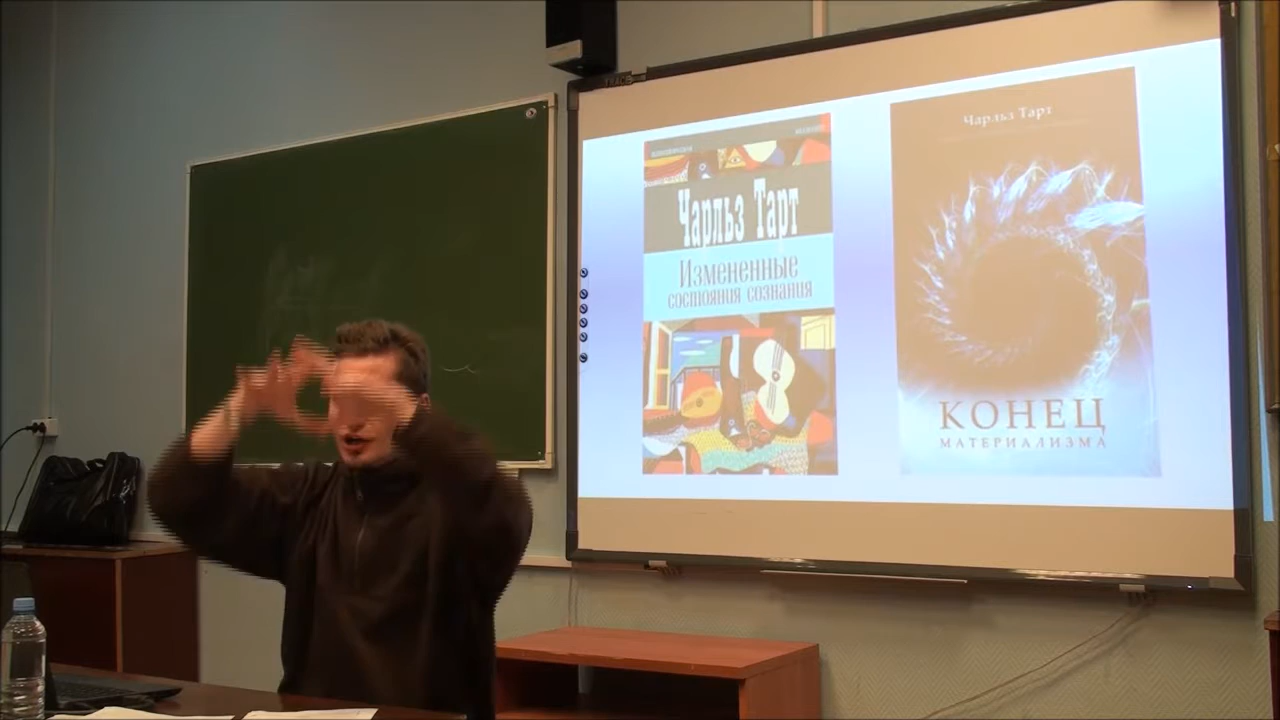 Чарльз Тарт
Измененные
состояния сознания
Чарльз Тарт
КОНЕЦ
МАТЕРИАЛИЗМА